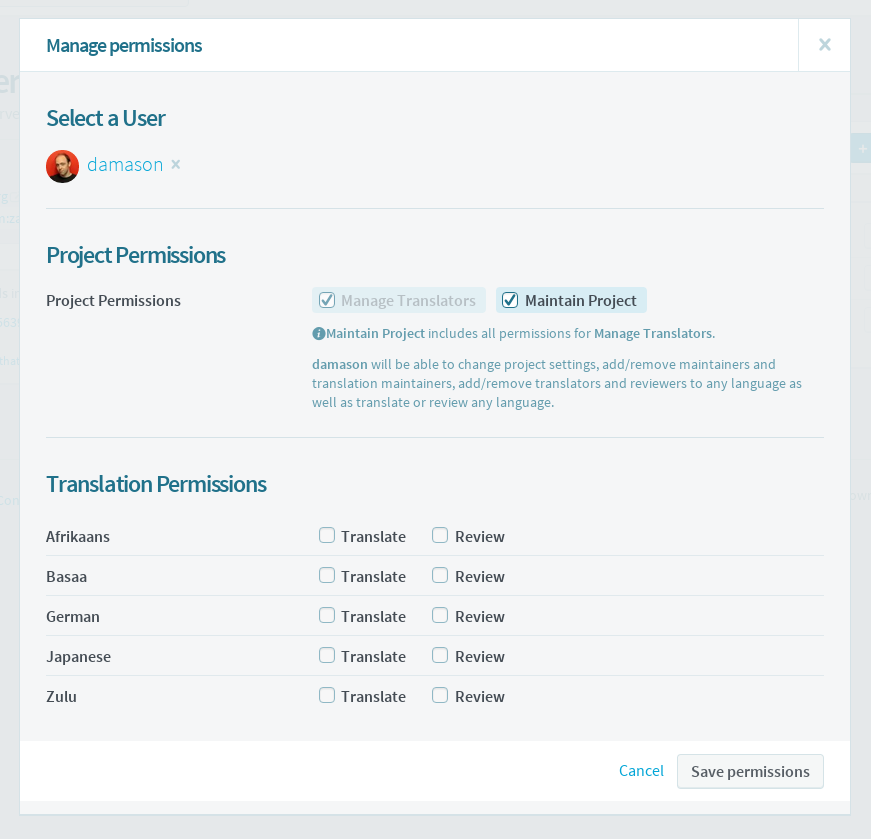 Manage permissions
Select a User
damason
Project Permissions
Project Permissions
Manage Translators Maintain Project
Maintain Project includes all permissions for Manage Translators.
damason will be able to change project settings, add/remove maintainers and
translation maintainers, add/remove translators and reviewers to any language as
well as translate or review any language.
Translation Permissions
Afrikaans Translate Review
Basaa Translate Review
German Translate Review
Japanese Translate Review
Zulu Translate Review
Cancel Save permissions